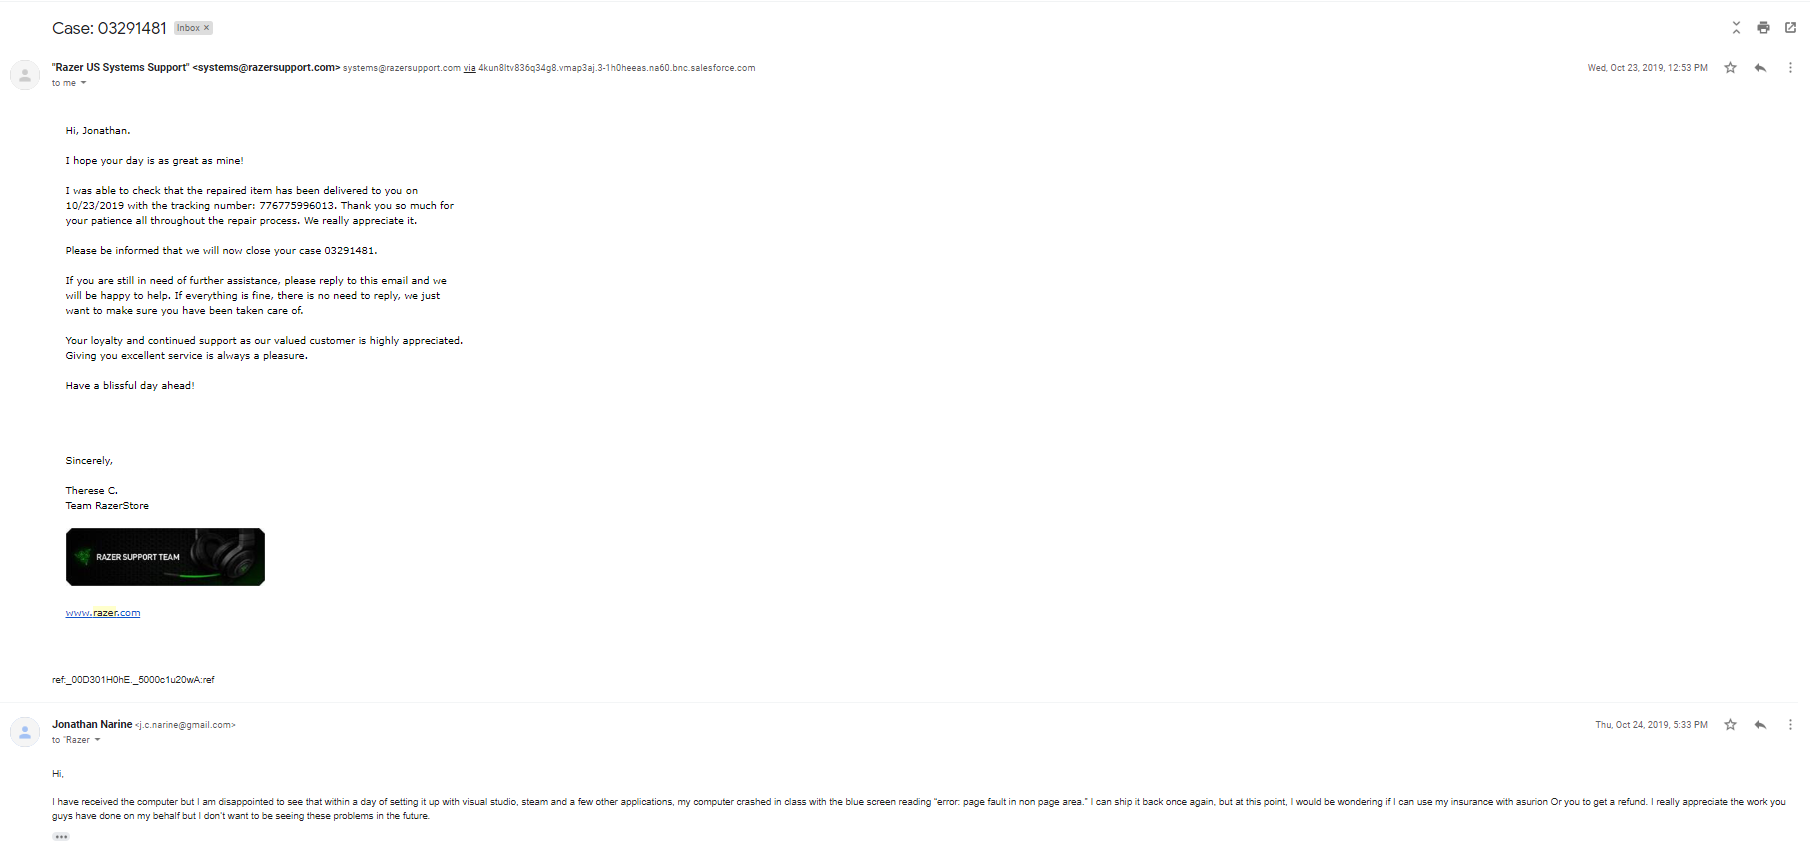 Case: 03291481 Inbox ×
"Razer US Systems Support" <systems@razersupport.com> systems@razersupport.com via 4kun8ltv836q34g8.vmap3aj.3-1h0heeas.na60.bnc.salesforce.com Wed, Oct 23, 2019, 12:53 PM
to me
Hi, Jonathan.
I hope your day is as great as mine!
I was able to check that the repaired item has been delivered to you on
10/23/2019 with the tracking number: 776775996013. Thank you so much for
your patience all throughout the repair process. We really appreciate it.
Please be informed that we will now close your case 03291481.
If you are still in need of further assistance, please reply to this email and we
will be happy to help. If everything is fine, there is no need to reply, we just
want to make sure you have been taken care of.
Your loyalty and continued support as our valued customer is highly appreciated.
Giving you excellent service is always a pleasure.
Have a blissful day ahead!
Sincerely,
Therese C.
Team RazerStore
RAZER SUPPORT TEAM
www.razer.com
ref:_00D301H0hE._5000c1u20wA:ref
Jonathan Narine <j.c.narine@gmail.com> Thu, Oct 24, 2019, 5:33 PM
to "Razer
Hi,
I have received the computer but I am disappointed to see that within a day of setting it up with visual studio, steam and a few other applications, my computer crashed in class with the blue screen reading "error: page fault in non page area." I can ship it back once again, but at this point, I would be wondering if I can use my insurance with asurion Or you to get a refund. I really appreciate the work you
guys have done on my behalf but I don't want to be seeing these problems in the future.